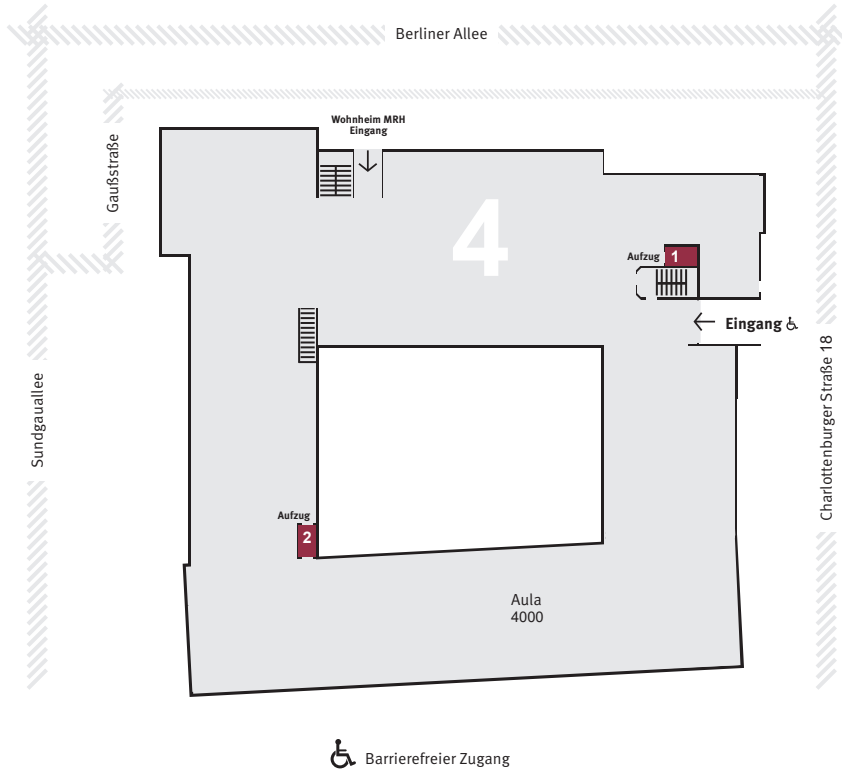 Berliner Allee
Wohnheim MRH
Eingang
Gaußstraße
4
Aufzug 1
Eingang
Sundgauallee
Charlottenburger Straße 18
Aufzug
2
Aula
4000
Barrierefreier Zugang